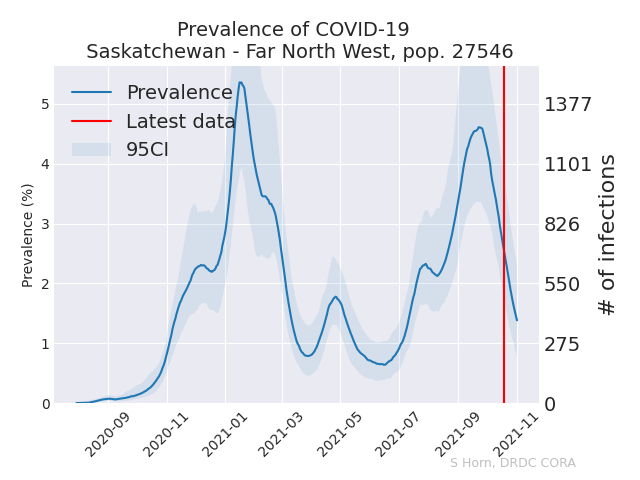 Prevalence of COVID-19
Saskatchewan - Far North West, pop. 27546
Prevalence
Latest data
95CI
Prevalence (%)
5
4
3
2
1
0
1377
1101
826
550
275
0
# of infections
2020-09
2020-11
2021-01
2021-03
2021-05
2021-07
2021-09
2021-11
S Horn, DRDC CORA